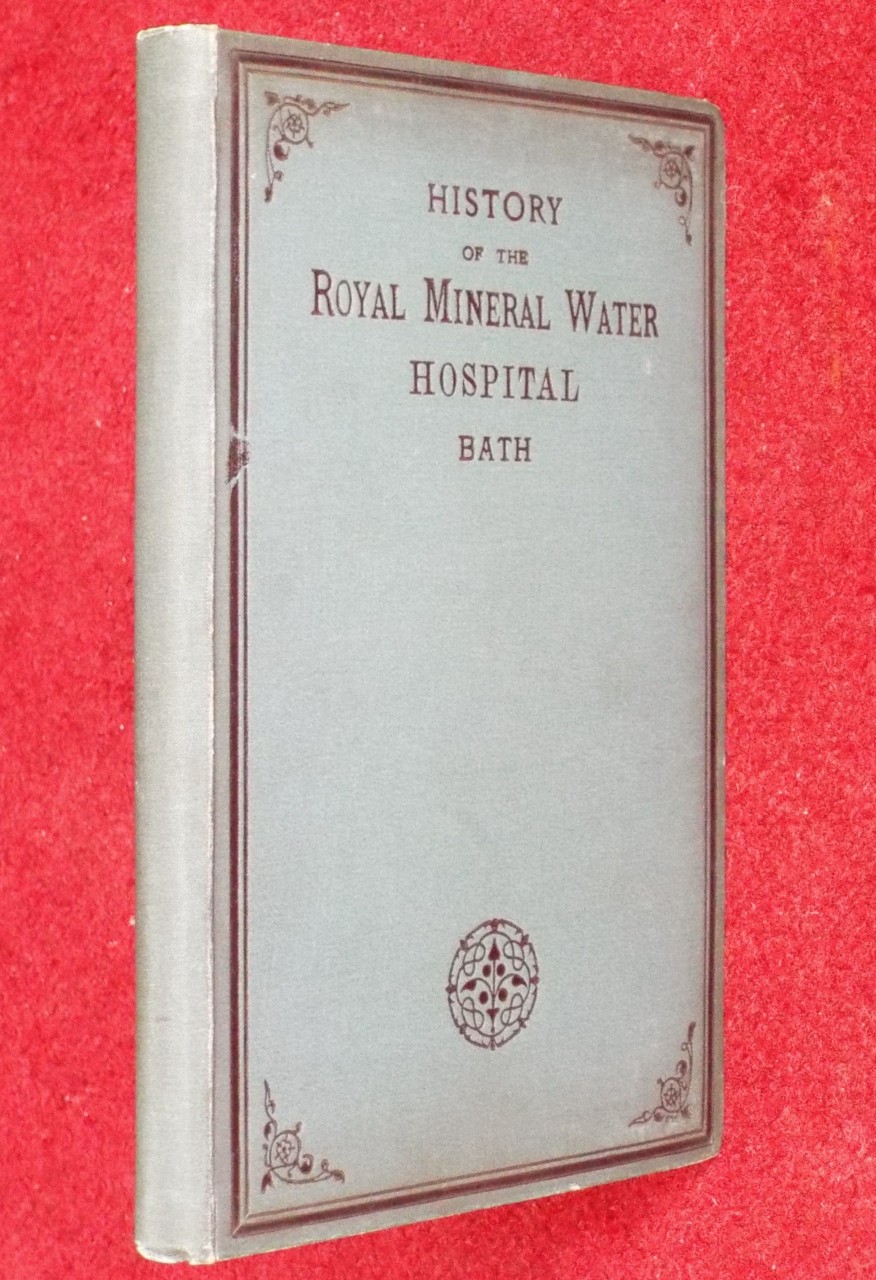 HISTORY
OF THE
ROYAL MINERAL WATER
HOSPITAL
BATH